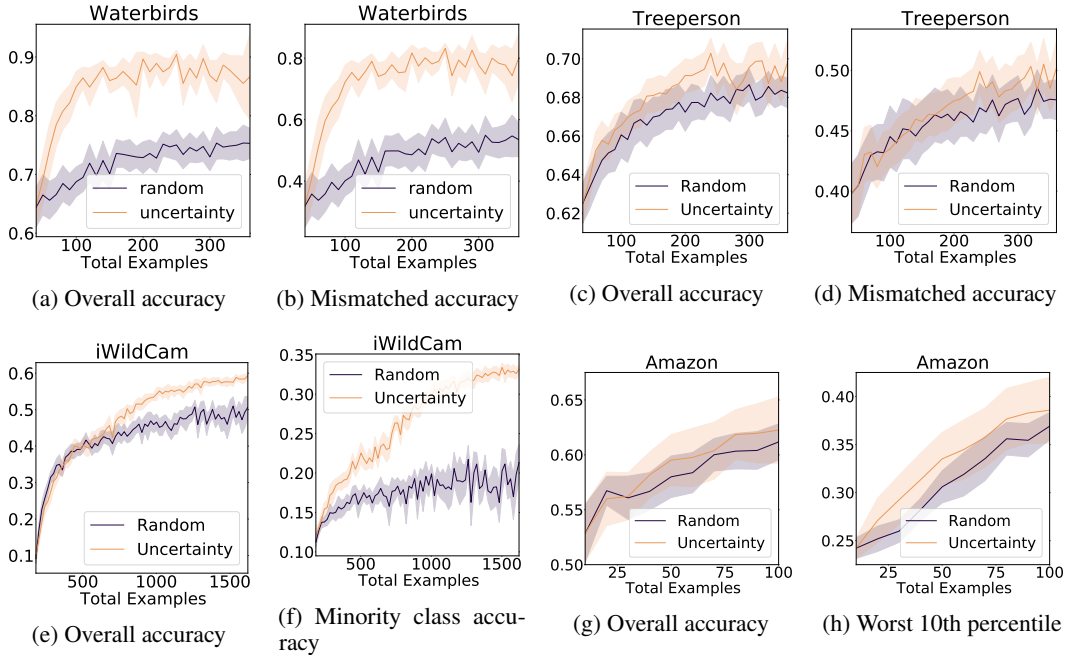 Waterbirds
0.9
0.8
0.7
0.6
random
uncertainty
100
200
300
Total Examples
(a) Overall accuracy
Waterbirds
0.8
0.6
0.4
random
uncertainty
100
200
300
Total Examples
(b) Mismatched accuracy
Treeperson
0.70
0.68
0.66
0.64
0.62
Random
Uncertainty
100
200
300
Total Examples
(c) Overall accuracy
Treeperson
0.50
0.45
0.40
Random
Uncertainty
100
200
300
Total Examples
(d) Mismatched accuracy
iWildCam
0.6
0.5
0.4
0.3
0.2
0.1
Random
Uncertainty
500
1000
1500
Total Examples
(e) Overall accuracy
iWildCam
0.35
0.30
0.25
0.20
0.15
0.10
Random
Uncertainty
500
1000
1500
Total Examples
(f) Minority class accu-
racy
Amazon
0.65
0.60
0.55
0.50
Random
Uncertainty
25
50
75
100
Total Examples
(g) Overall accuracy
Amazon
0.40
0.35
0.30
0.25
Random
Uncertainty
25
50
75
100
Total Examples
(h) Worst 10th percentile